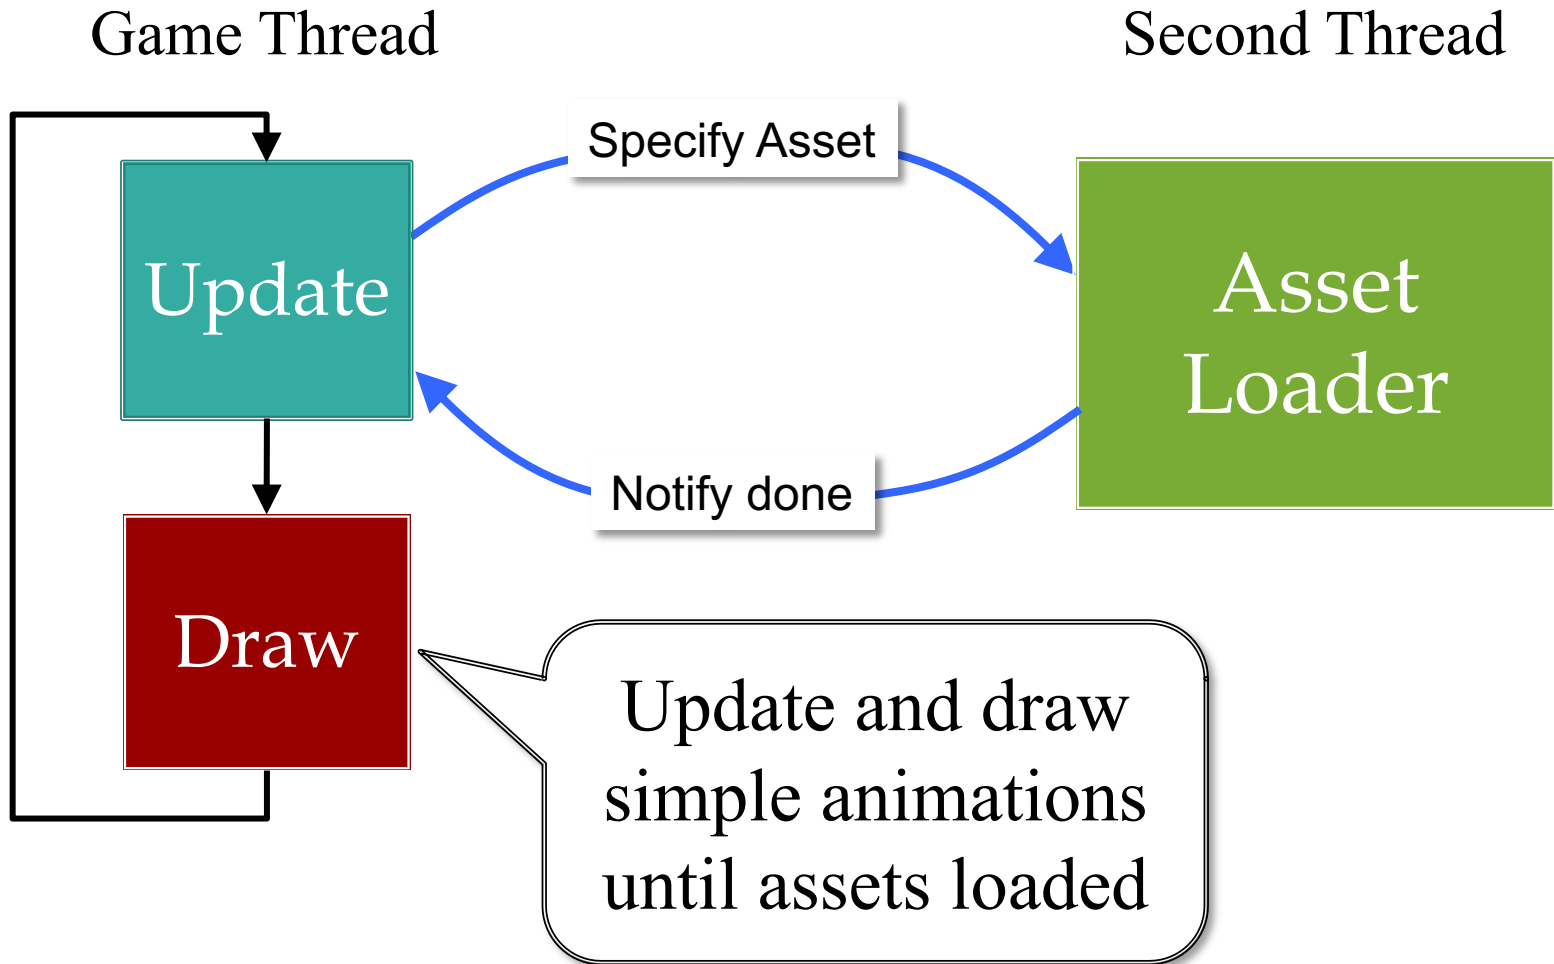 Game Thread
Second Thread
Specify Asset
Update
Asset
Loader
Notify done
Draw
Update and draw
simple animations
until assets loaded